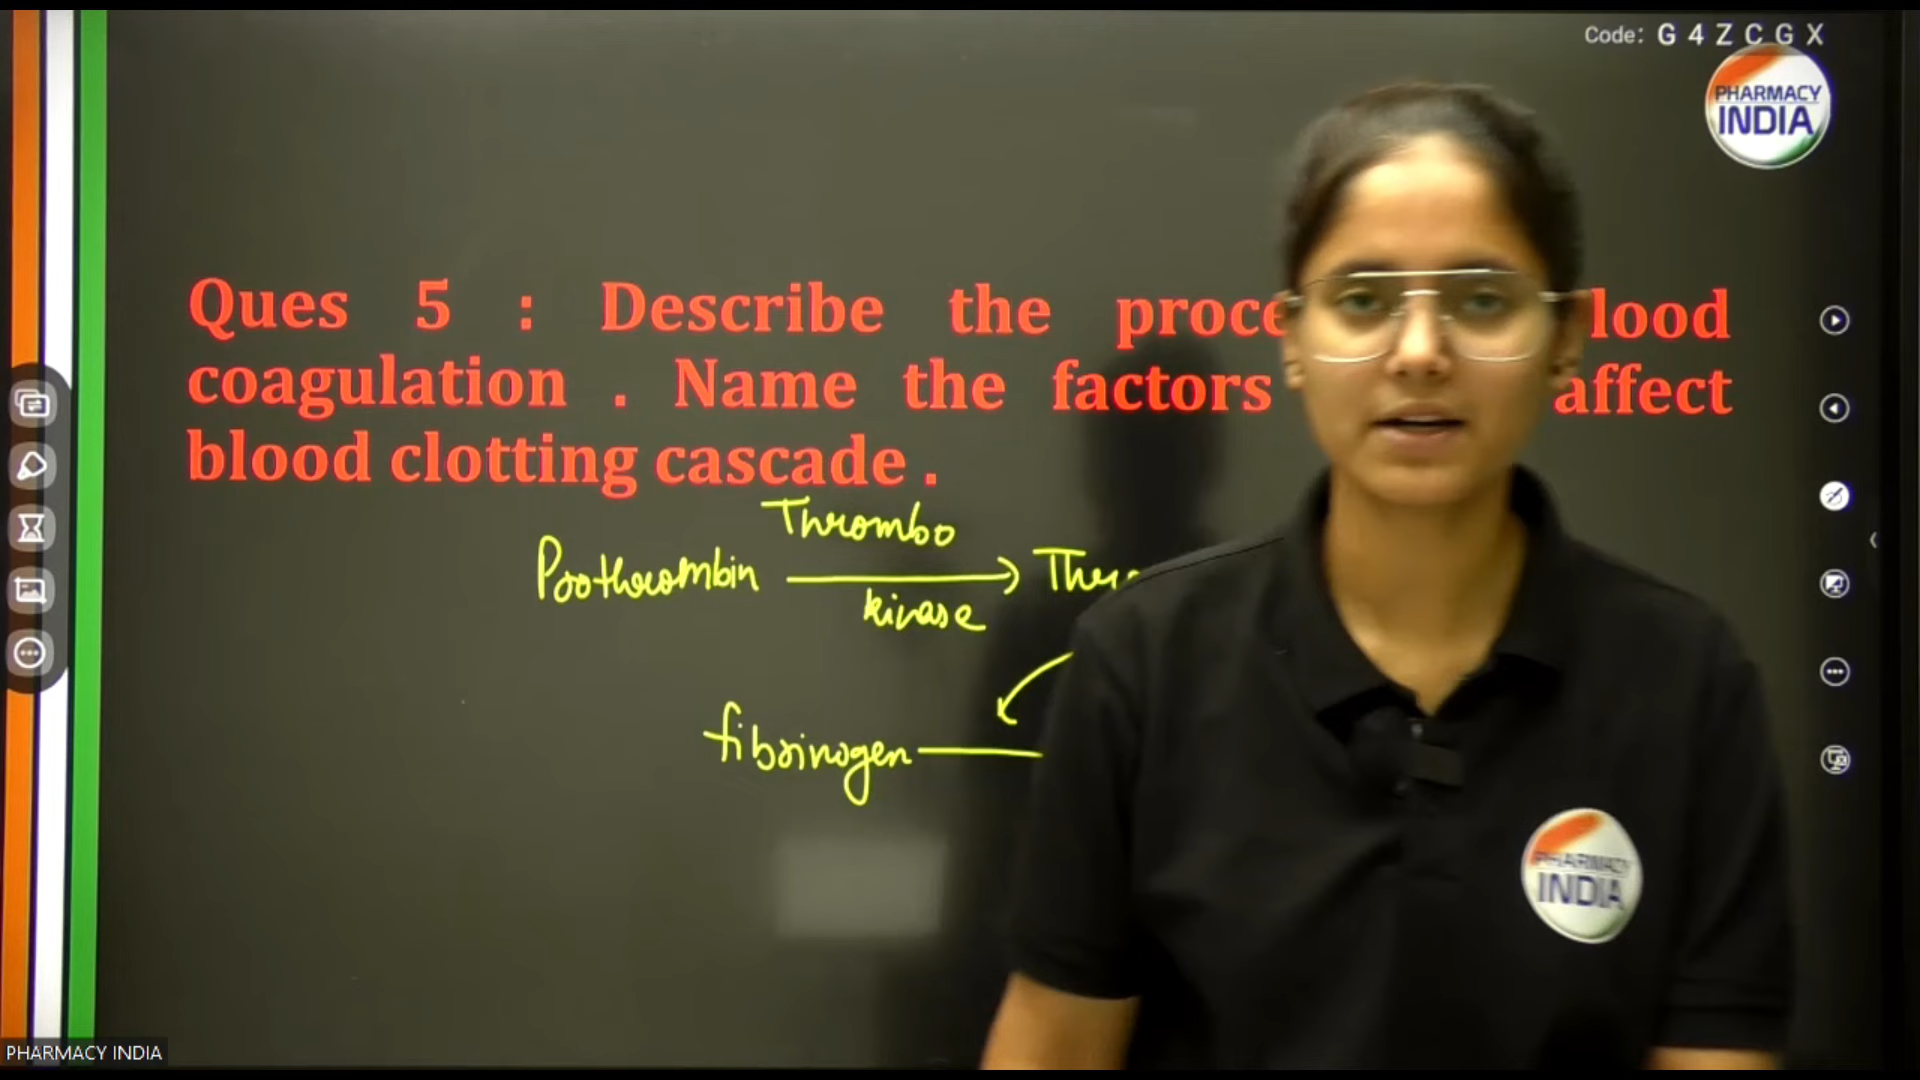 Code: G 4 Z C G X
PHARMACY
INDIA
Ques 5 : Describe the proce lood
coagulation . Name the factors affect
blood clotting cascade .
Thrombo
Prothrombin
kinase
fibrinogen
PHARMACY
INDIA
PHARMACY INDIA